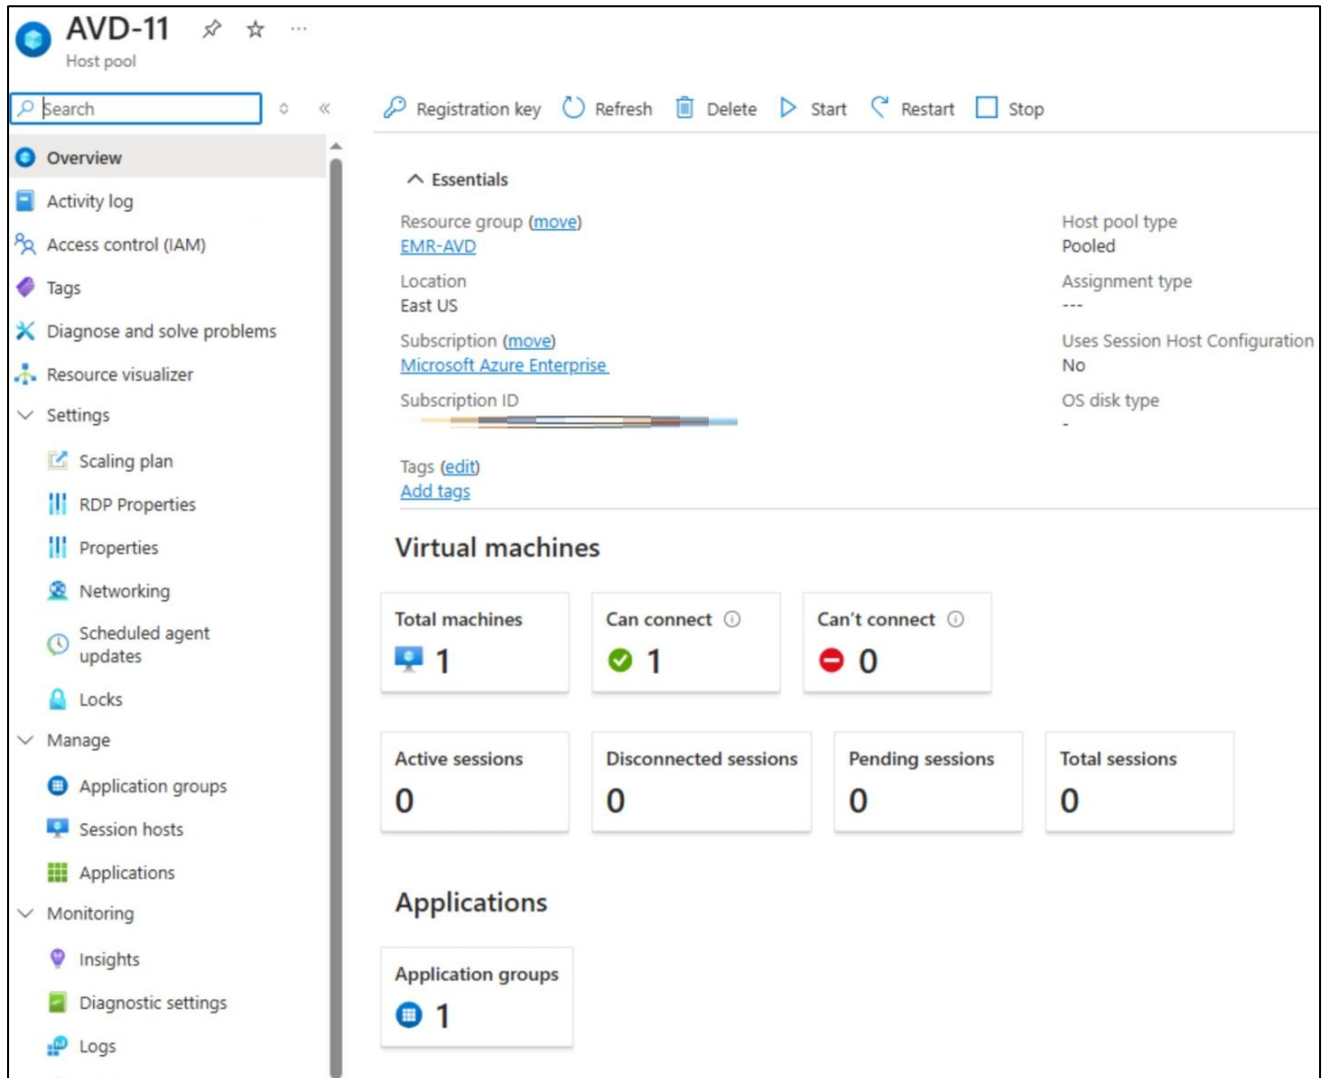 AVD-11
...
Host pool
Search
Overview
Activity log
Access control (IAM)
Tags
Diagnose and solve problems
Resource visualizer
Settings
Scaling plan
RDP Properties
Properties
Networking
Scheduled agent
updates
Locks
Manage
Application groups
Session hosts
Applications
Monitoring
Insights
Diagnostic settings
Logs
Registration key Refresh Delete Start Restart Stop
Essentials
Resource group (move)
EMR-AVD
Location
East US
Subscription (move)
Microsoft Azure Enterprise
Subscription ID
Tags (edit)
Add tags
Host pool type
Pooled
Assignment type
---
Uses Session Host Configuration
No
OS disk type
-
Virtual machines
Total machines
1
Can connect
1
Can't connect
0
Active sessions
0
Disconnected sessions
0
Pending sessions
0
Total sessions
0
Applications
Application groups
1